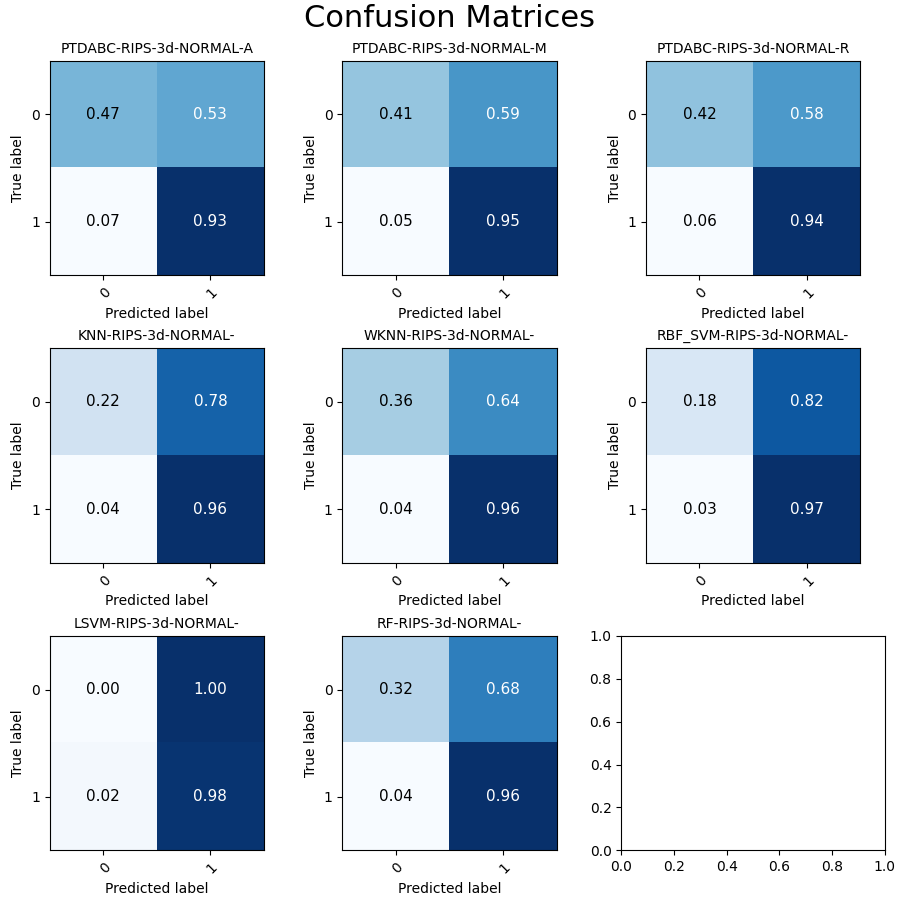 Confusion Matrices
PTDABC-RIPS-3d-NORMAL-A
True label
0
0.47
0.53
1
0.07
0.93
0
1
Predicted label
PTDABC-RIPS-3d-NORMAL-M
True label
0
0.41
0.59
1
0.05
0.95
0
1
Predicted label
PTDABC-RIPS-3d-NORMAL-R
True label
0
0.42
0.58
1
0.06
0.94
0
1
Predicted label
KNN-RIPS-3d-NORMAL-
True label
0
0.22
0.78
1
0.04
0.96
0
1
Predicted label
WKNN-RIPS-3d-NORMAL-
True label
0
0.36
0.64
1
0.04
0.96
0
1
Predicted label
RBF_SVM-RIPS-3d-NORMAL-
True label
0
0.18
0.82
1
0.03
0.97
0
1
Predicted label
LSVM-RIPS-3d-NORMAL-
True label
0
0.00
1.00
1
0.02
0.98
0
1
Predicted label
RF-RIPS-3d-NORMAL-
True label
0
0.32
0.68
1
0.04
0.96
0
1
Predicted label
1.0
0.8
0.6
0.4
0.2
0.0
0.0 0.2 0.4 0.6 0.8 1.0